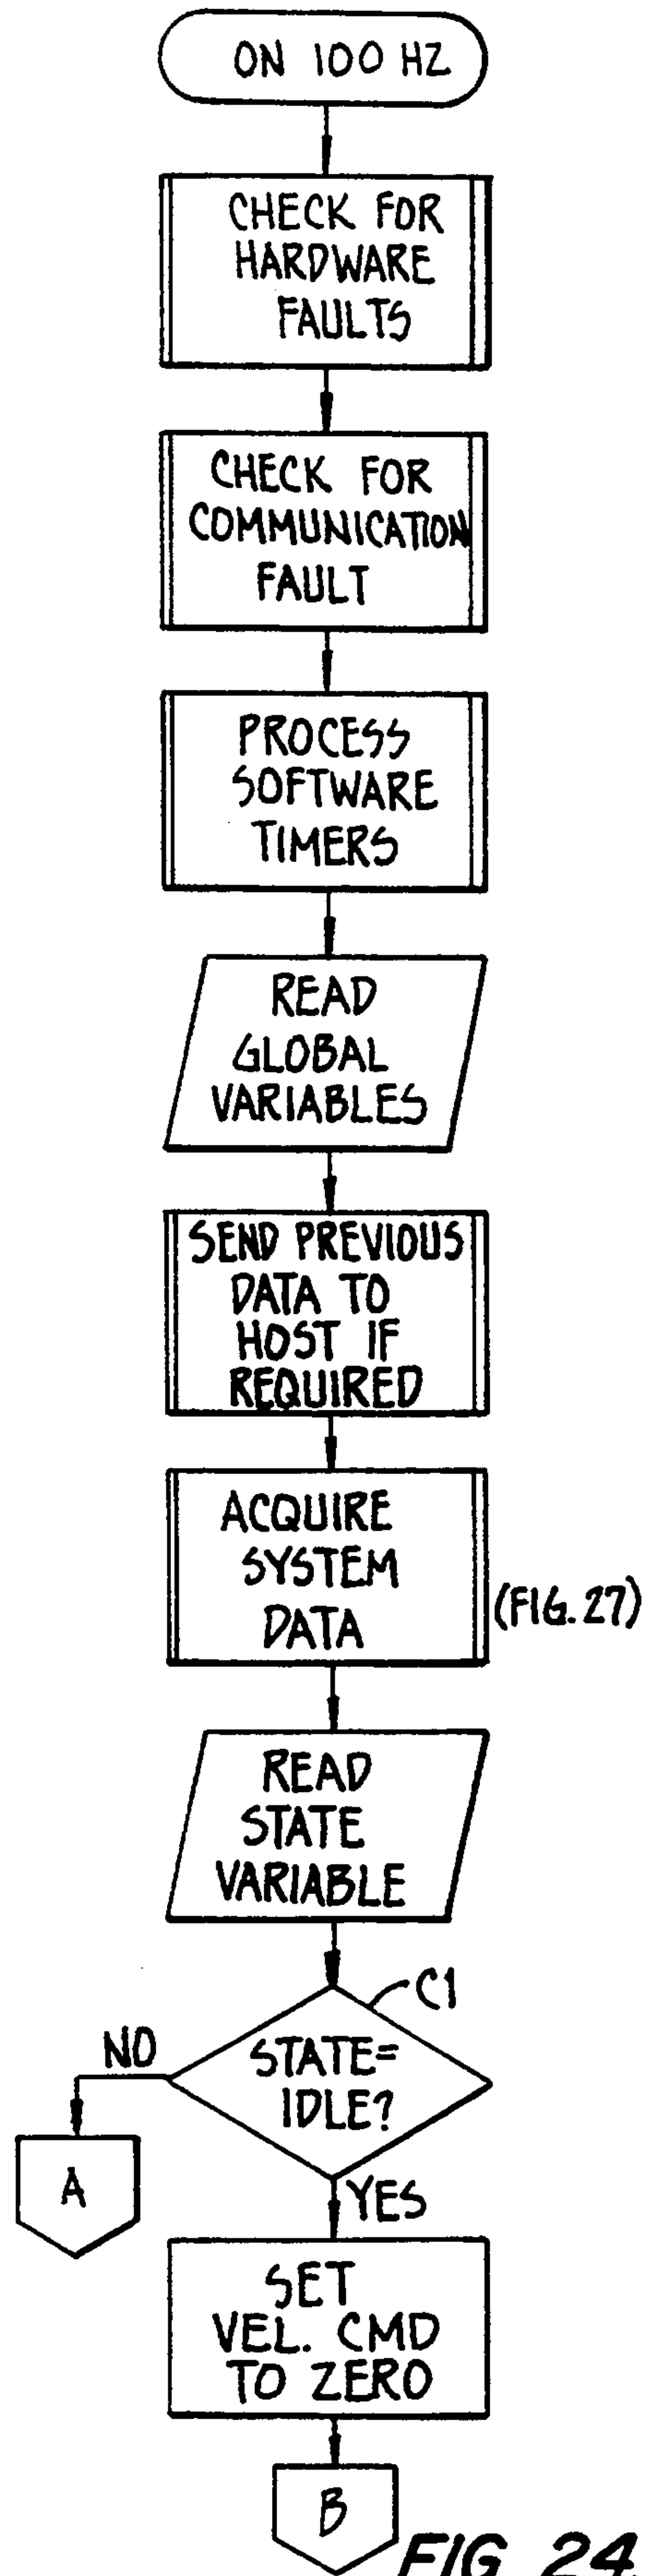 ON 100 HZ
CHECK FOR
HARDWARE
FAULTS
CHECK FOR
COMMUNICATION
FAULT
PROCESS
SOFTWARE
TIMERS
READ
GLOBAL
VARIABLES
SEND PREVIOUS
DATA TO
HOST IF
REQUIRED
ACQUIRE
SYSTEM
DATA
(FIG. 27)
READ
STATE
VARIABLE
C1
NO
STATE=
IDLE?
A
YES
SET
VEL. CMD
TO ZERO
B
FIG. 24